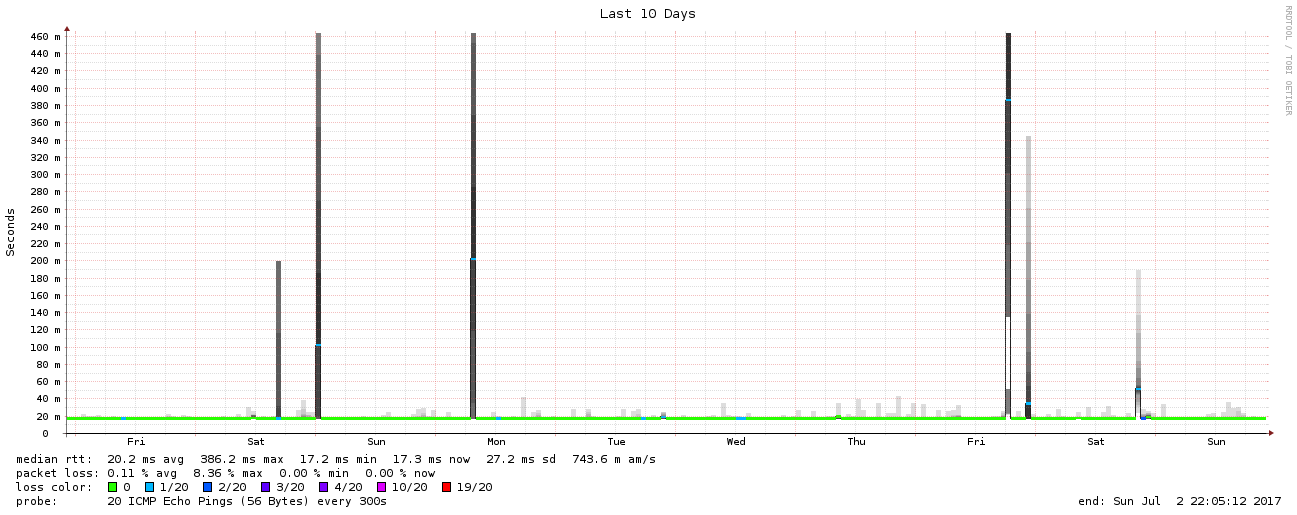 Last 10 Days
RRDTOOL / TOBI OETIKER
Seconds
460 m
440 m
420 m
400 m
380 m
360 m
340 m
320 m
300 m
280 m
260 m
240 m
220 m
200 m
180 m
160 m
140 m
120 m
100 m
80 m
60 m
40 m
20 m
0
Fri Sat Sun Mon Tue Wed Thu Fri Sat Sun
median rtt: 20.2 ms avg 386.2 ms max 17.2 ms min 17.3 ms now 27.2 ms sd 743.6 m am/s
packet loss: 0.11 % avg 8.36 % max 0.00 % min 0.00 % now
loss color: 0 1/20 2/20 3/20 4/20 10/20 19/20
probe: 20 ICMP Echo Pings (56 Bytes) every 300s end: Sun Jul 2 22:05:12 2017